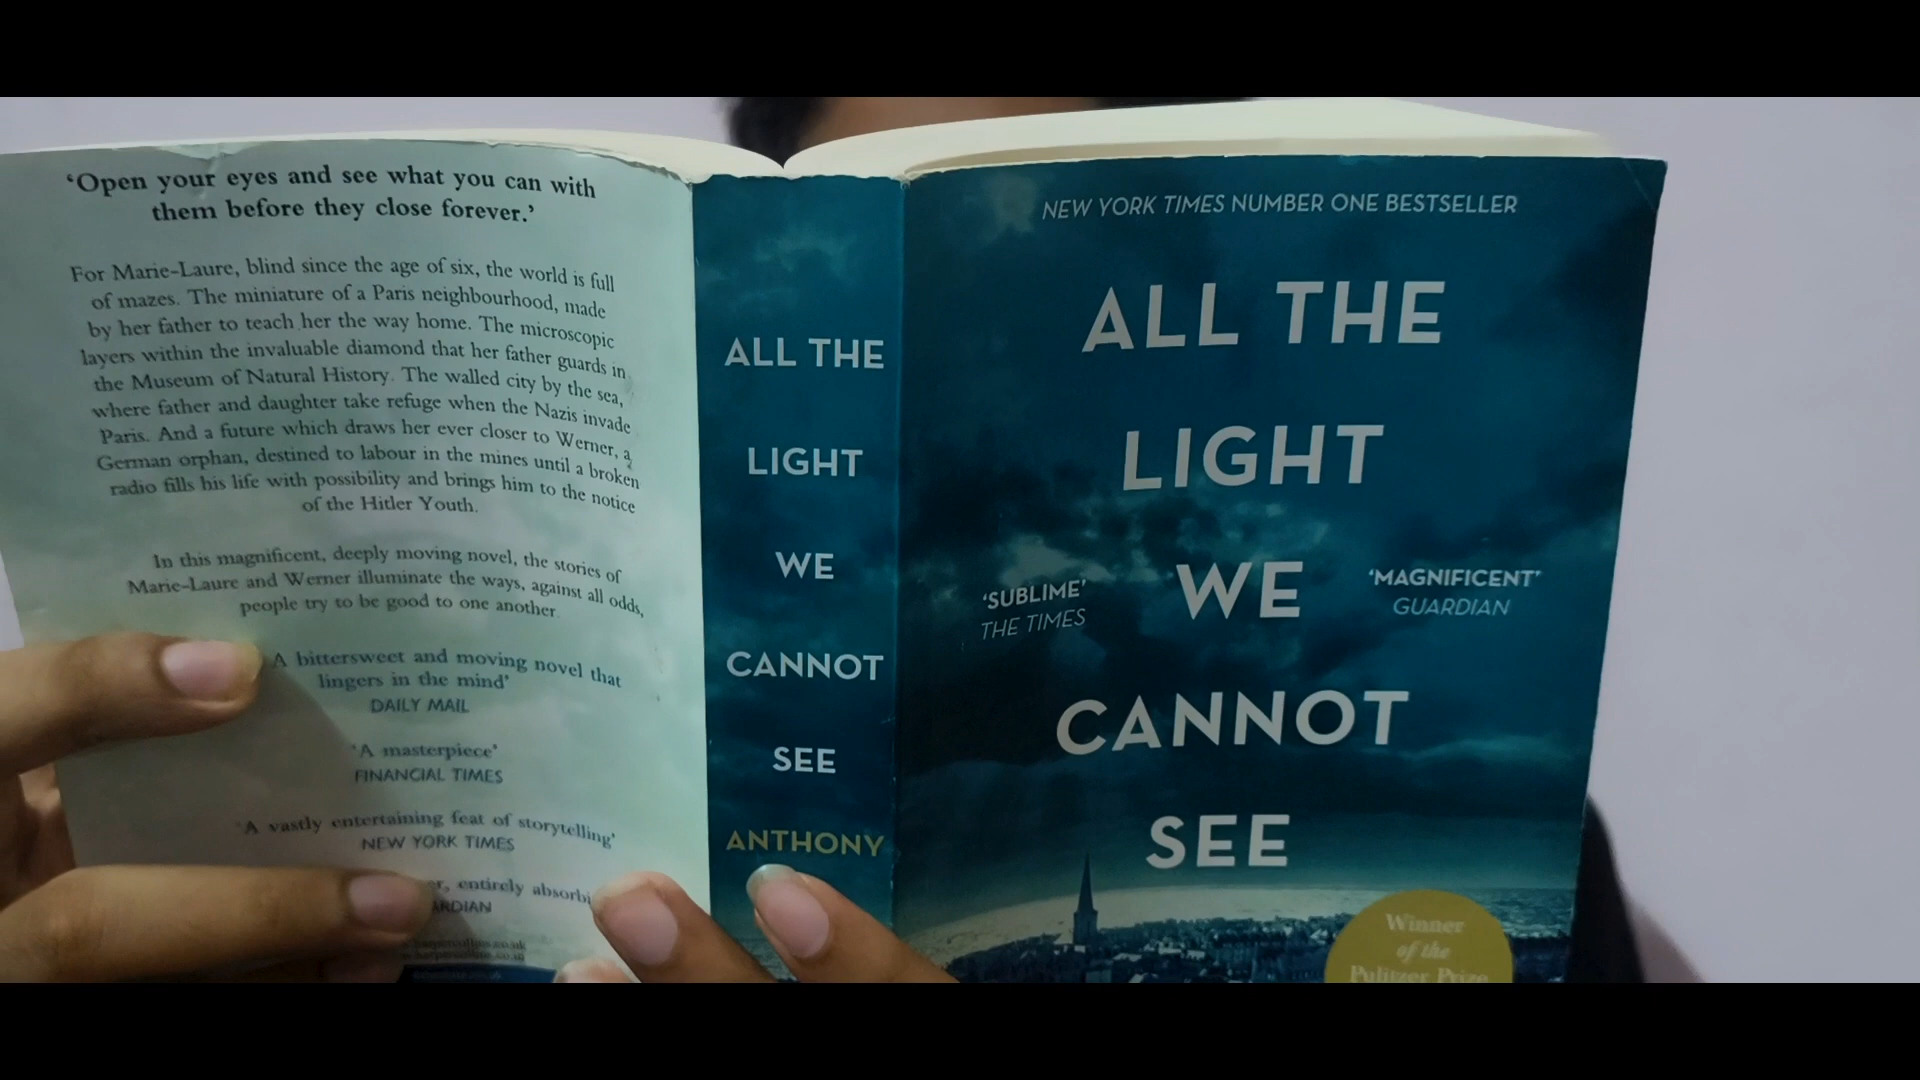 ‘Open your eyes and see what you can with
them before they close forever.’
For Marie-Laure, blind since the age of six, the world is full
of mazes. The miniature of a Paris neighbourhood, made
by her father to teach her the way home. The microscopic
layers within the invaluable diamond that her father guards in
the Museum of Natural History. The walled city by the sea,
where father and daughter take refuge when the Nazis invade
Paris. And a future which draws her ever closer to Werner, a
German orphan, destined to labour in the mines until a broken
radio fills his life with possibility and brings him to the notice
of the Hitler Youth.
In this magnificent, deeply moving novel, the stories of
Marie-Laure and Werner illuminate the ways, against all odds,
people try to be good to one another.
A bittersweet and moving novel that
lingers in the mind’
DAILY MAIL
‘A masterpiece’
FINANCIAL TIMES
‘A vastly entertaining feat of storytelling’
NEW YORK TIMES
entirely
ALL THE
LIGHT
WE
CANNOT
SEE
ANTHONY
NEW YORK TIMES NUMBER ONE BESTSELLER
ALL THE
LIGHT
WE
CANNOT
SEE
‘SUBLIME’
THE TIMES
‘MAGNIFICENT’
GUARDIAN
Winner
of the
Pulitzer Prize